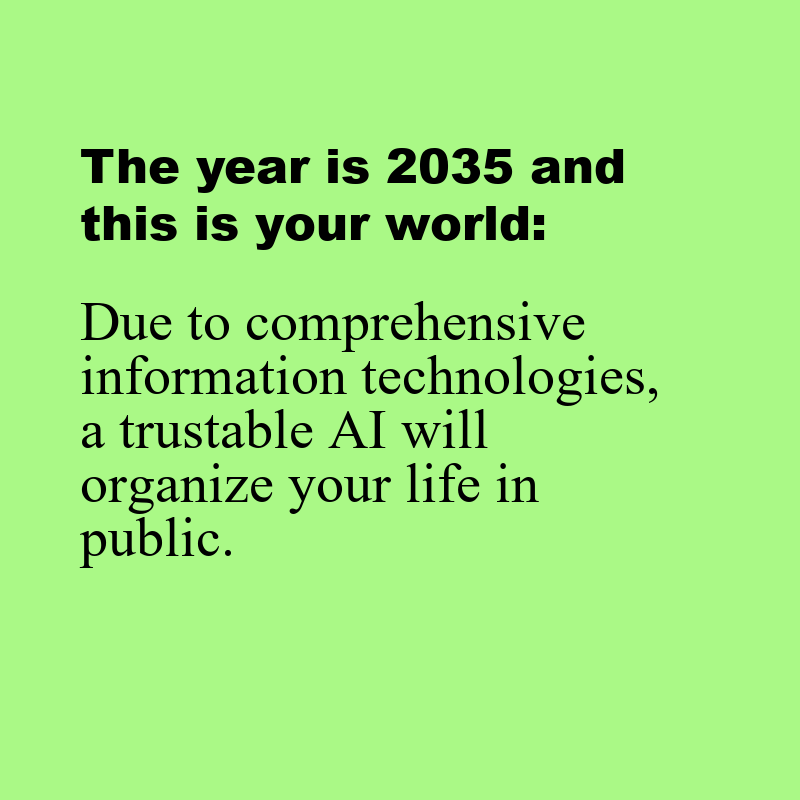 The year is 2035 and
this is your world:
Due to comprehensive
information technologies,
a trustable AI will
organize your life in
public.